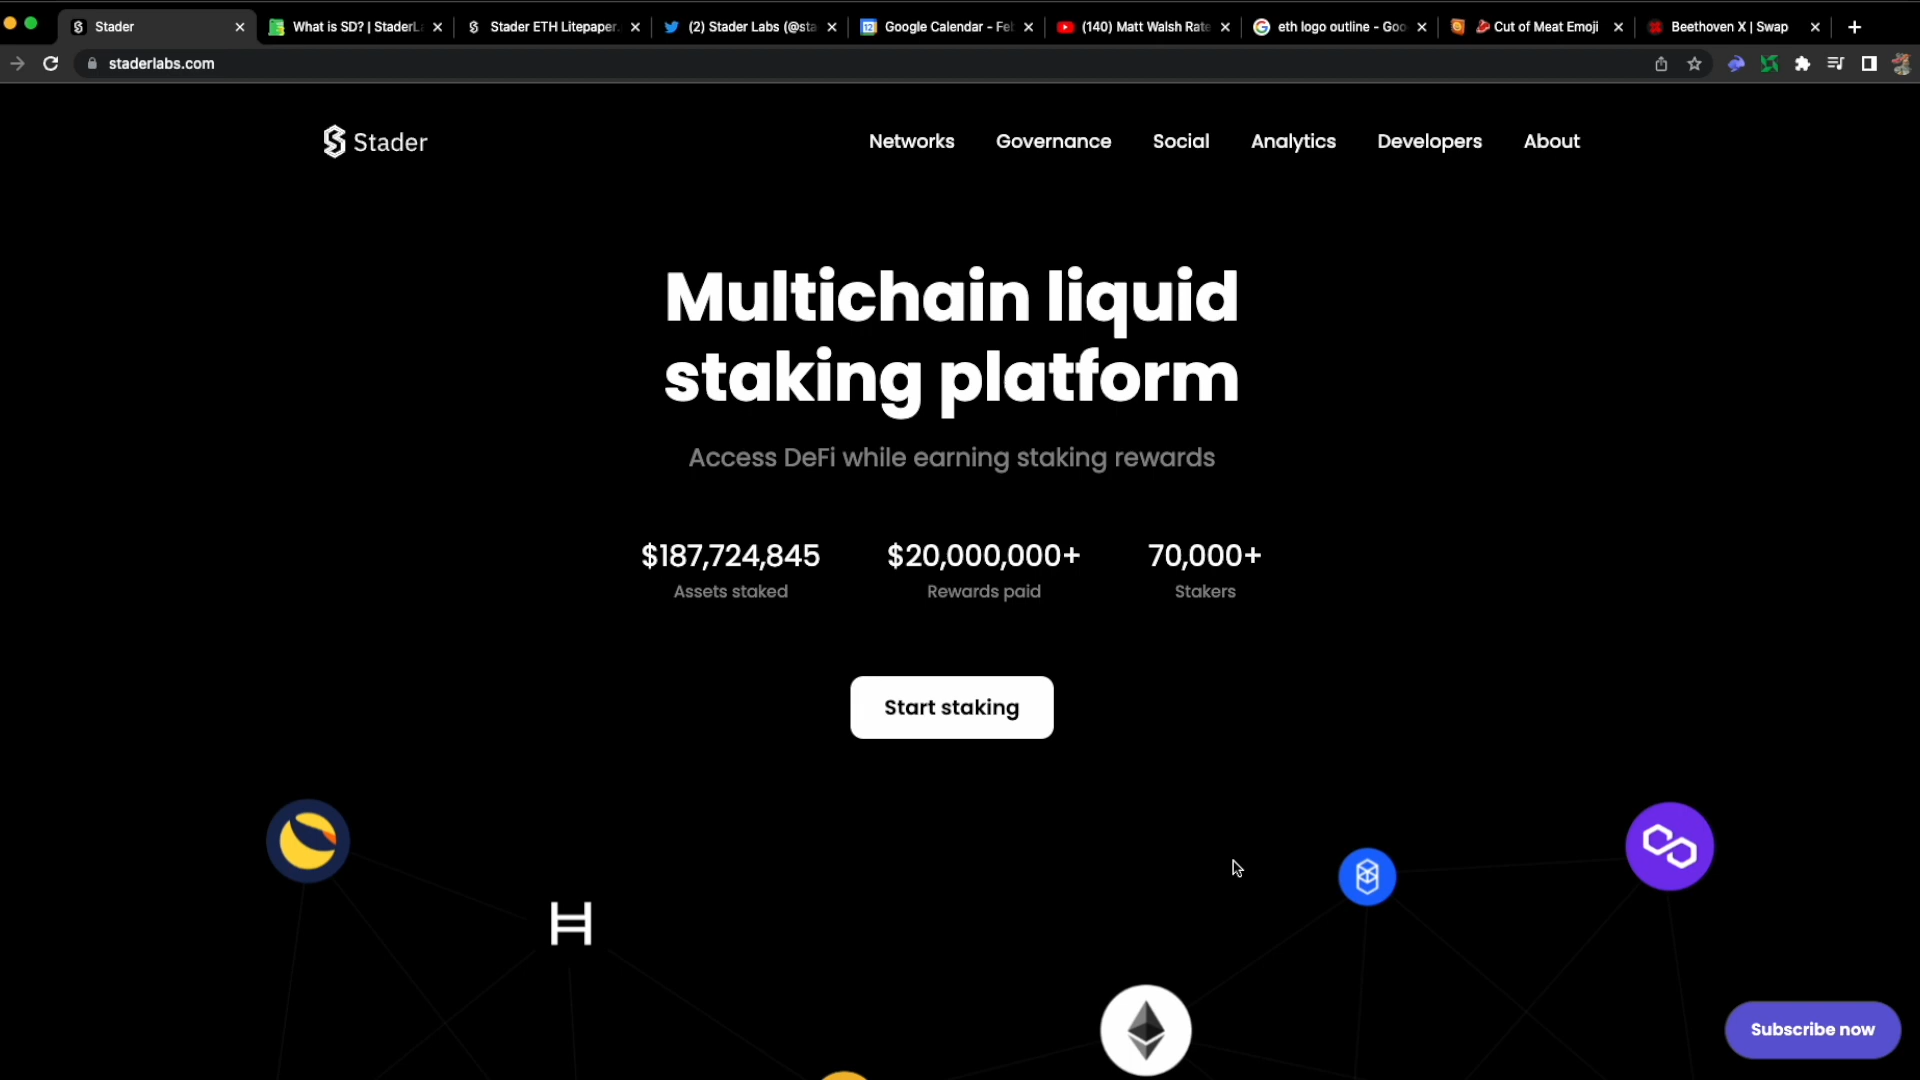 Stader
What is SD? | StaderLa
Stader ETH Litepaper.
(2) Stader Labs (@sta
Google Calendar - Feb
(140) Matt Walsh Rate
eth logo outline - Goo
Cut of Meat Emoji
Beethoven X | Swap
staderlabs.com
Stader
Networks
Governance
Social
Analytics
Developers
About
Multichain liquid
staking platform
Access DeFi while earning staking rewards
$187,724,845
$20,000,000+
70,000+
Assets staked
Rewards paid
Stakers
Start staking
Subscribe now